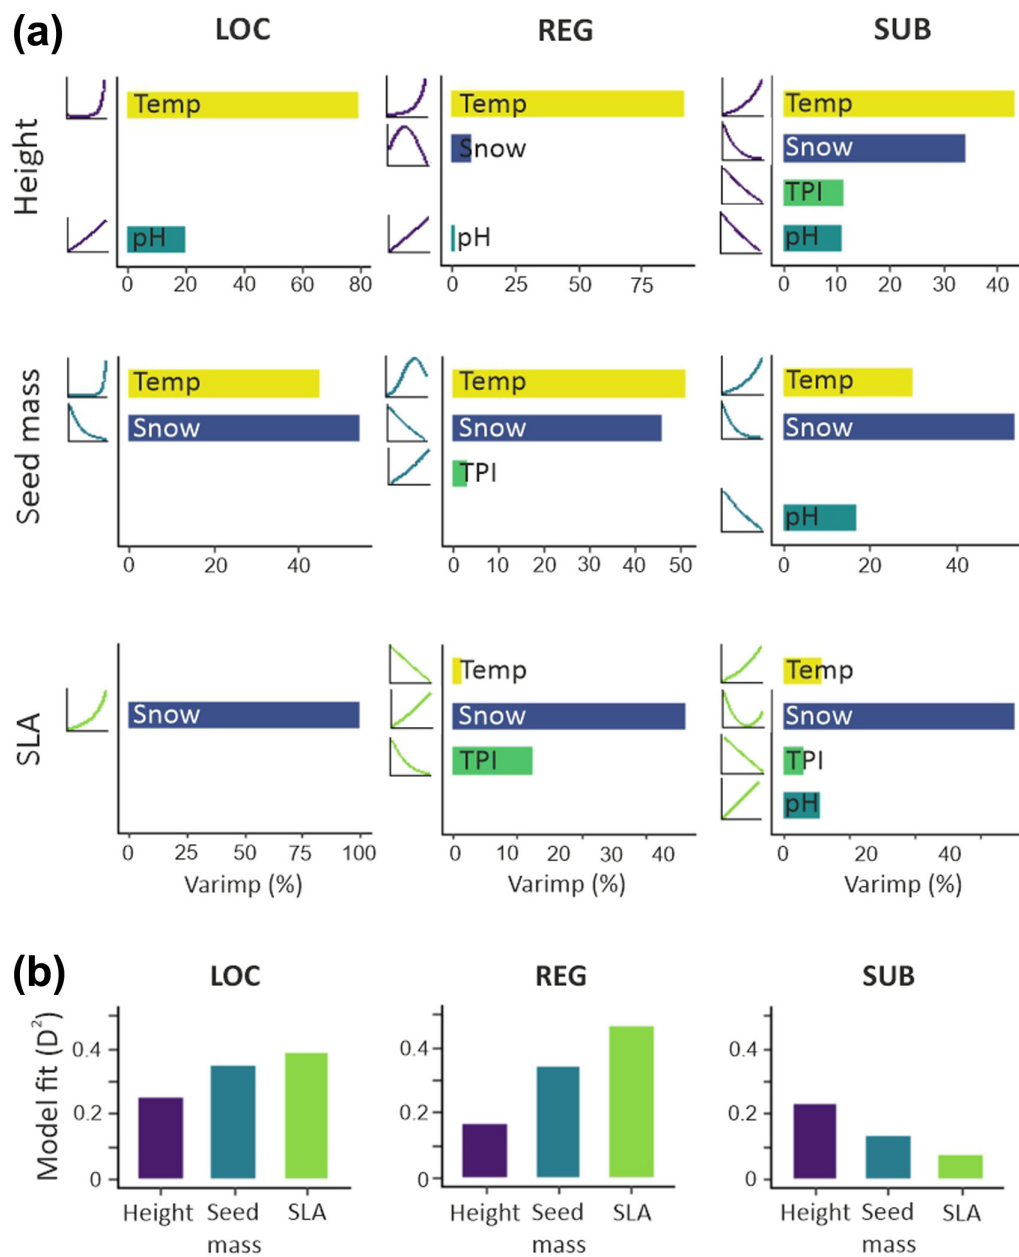 (a)
LOC REG SUB
Height
Temp
pH
0 20 40 60 80
Temp
Snow
pH
0 25 50 75
Temp
Snow
TPI
pH
0 10 20 30 40
Seed mass
Temp
Snow
0 20 40
Temp
Snow
TPI
0 10 20 30 40 50
Temp
Snow
pH
0 20 40
SLA
Snow
0 25 50 75 100
Varimp (%)
Temp
Snow
TPI
0 10 20 30 40
Varimp (%)
Temp
Snow
TPI
pH
0 20 40
Varimp (%)
(b)
LOC REG SUB
Model fit (D²)
0.4
0.2
0
Height Seed mass SLA
0.4
0.2
0
Height Seed mass SLA
0.4
0.2
0
Height Seed mass SLA